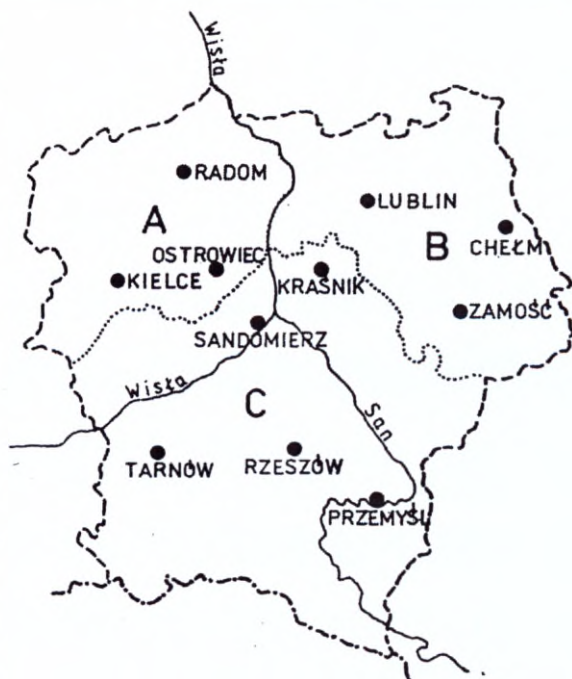 Wisła
RADOM
LUBLIN
A
OSTROWIEC
B
CHEŁM
KIELCE
KRAŚNIK
ZAMOŚĆ
SANDOMIERZ
Wisła
C
San
TARNÓW
RZESZÓW
PRZEMYŚL